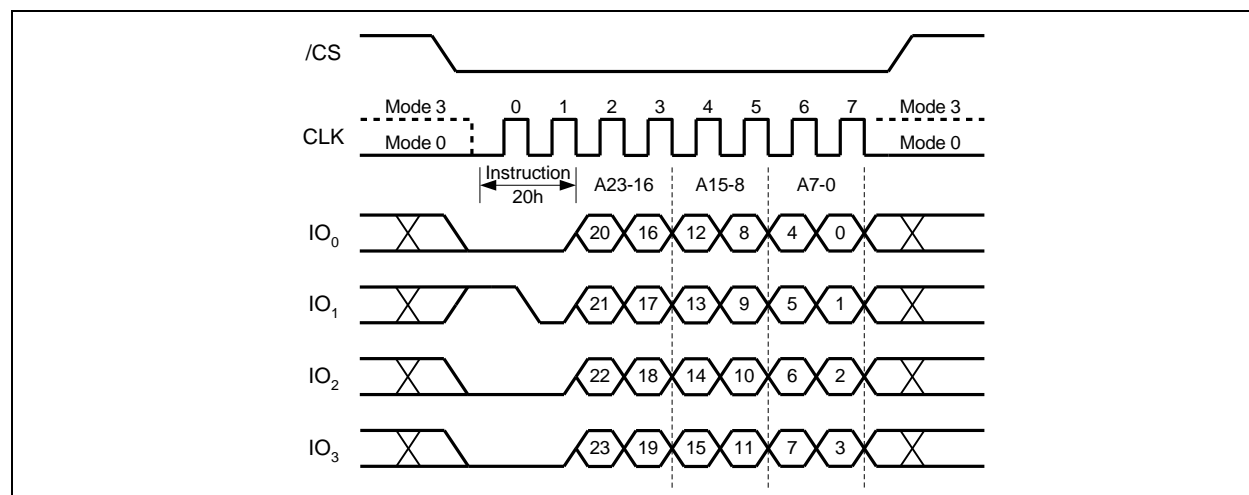 /CS
Mode 3 0 1 2 3 4 5 6 7 Mode 3
CLK
Mode 0 Mode 0
Instruction A23-16 A15-8 A7-0
20h
IO0 20 16 12 8 4 0
IO1 21 17 13 9 5 1
IO2 22 18 14 10 6 2
IO3 23 19 15 11 7 3